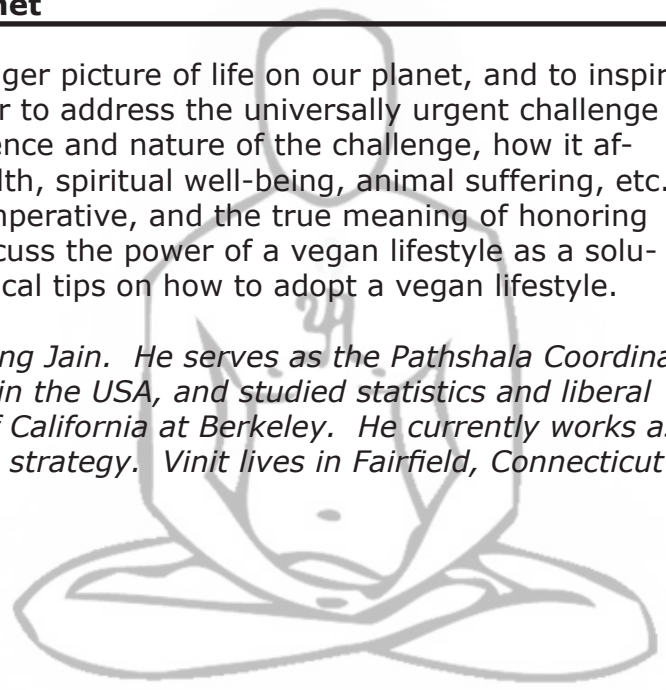 net
ger picture of life on our planet, and to inspir
r to address the universally urgent challenge
ence and nature of the challenge, how it af-
lth, spiritual well-being, animal suffering, etc.
mperative, and the true meaning of honoring
cuss the power of a vegan lifestyle as a solu-
ical tips on how to adopt a vegan lifestyle.
ng Jain. He serves as the Pathshala Coordina
in the USA, and studied statistics and liberal
f California at Berkeley. He currently works as
strategy. Vinit lives in Fairfield, Connecticut